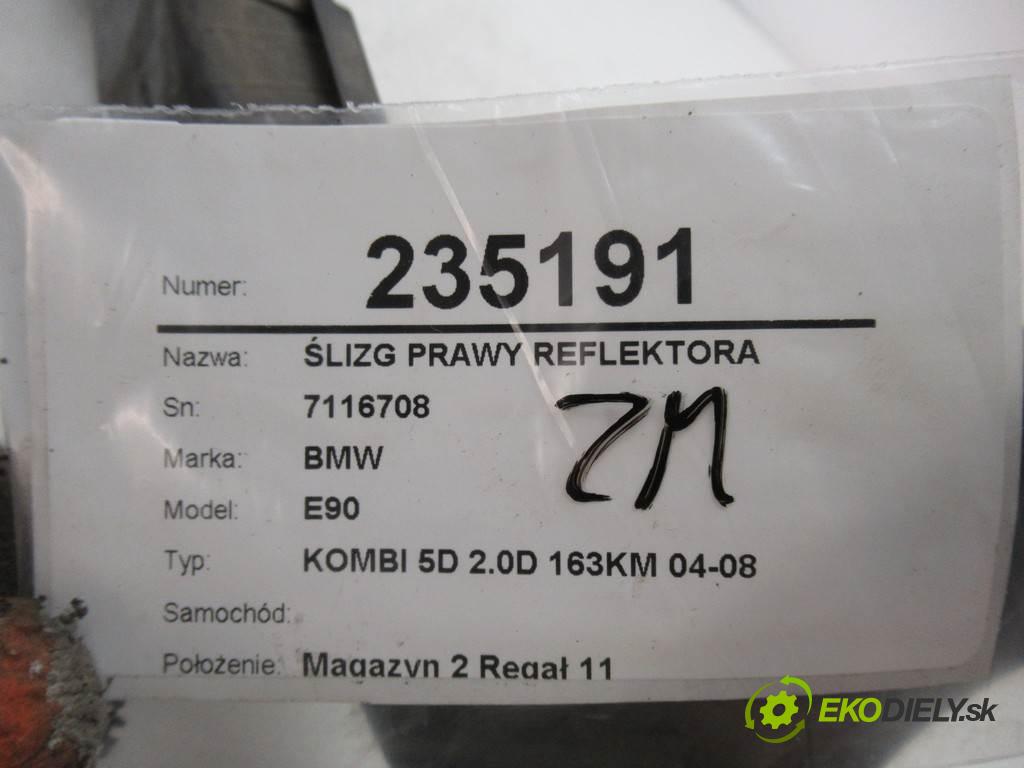 Numer: 235191
Nazwa: ŚLIZG PRAWY REFLEKTORA
Sn: 7116708
Marka: BMW
Model: E90
Typ: KOMBI 5D 2.0D 163KM 04-08
Samochód:
Położenie: Magazyn 2 Regał 11
ZM
EKODIELY.sk